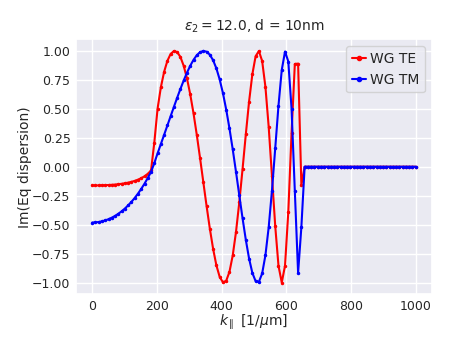 ε₂ = 12.0, d = 10nm
Im(Eq dispersion)
1.00
0.75
0.50
0.25
0.00
−0.25
−0.50
−0.75
−1.00
WG TE
WG TM
0 200 400 600 800 1000
k∥ [1/μm]